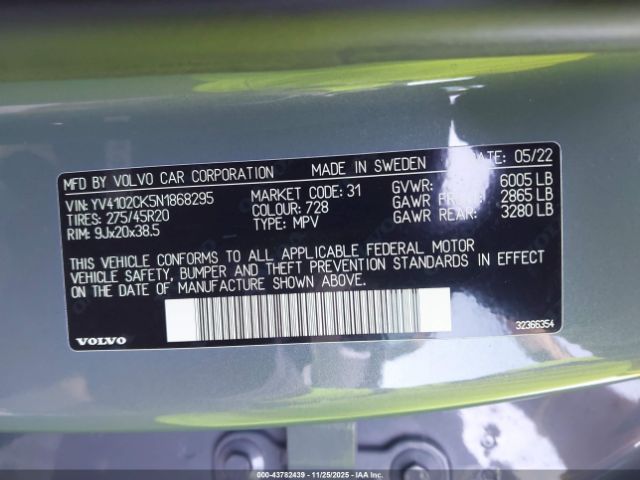 MFD BY VOLVO CAR CORPORATION MADE IN SWEDEN DATE: 05/22
VIN: YV4102CK5N1868295 MARKET CODE: 31 GVWR: 6005 LB
TIRES: 275/45R20 COLOUR: 728 GAWR FRONT: 2865 LB
RIM: 9Jx20x38.5 TYPE: MPV GAWR REAR: 3280 LB
THIS VEHICLE CONFORMS TO ALL APPLICABLE FEDERAL MOTOR
VEHICLE SAFETY, BUMPER AND THEFT PREVENTION STANDARDS IN EFFECT
ON THE DATE OF MANUFACTURE SHOWN ABOVE.
VOLVO 32366354
000-43782439 - 11/25/2025 - IAA, Inc.